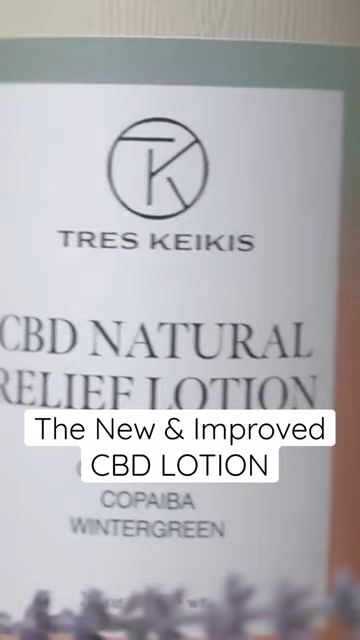 TK
TRES KEIKIS
CBD NATURAL
RELIEF LOTION
The New & Improved
CBD LOTION
COPAIBA
WINTERGREEN